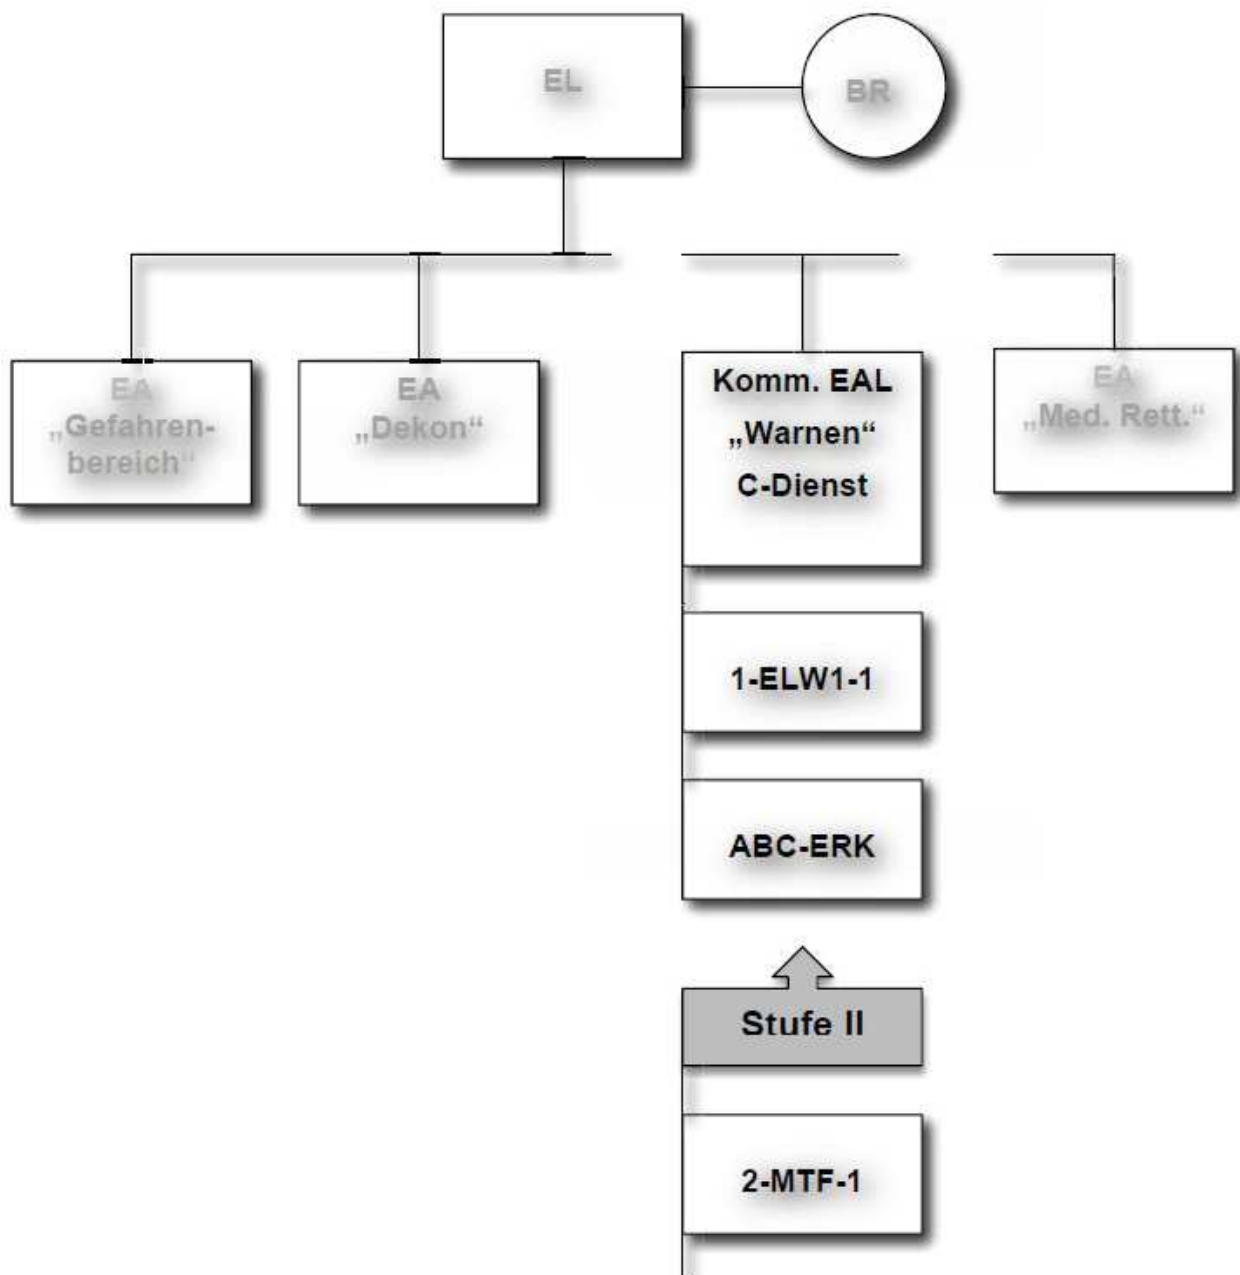 EL
BR
EA
„Gefahren-
bereich“
EA
„Dekon“
Komm. EAL
„Warnen“
C-Dienst
EA
„Med. Rett.“
1-ELW1-1
ABC-ERK
Stufe II
2-MTF-1